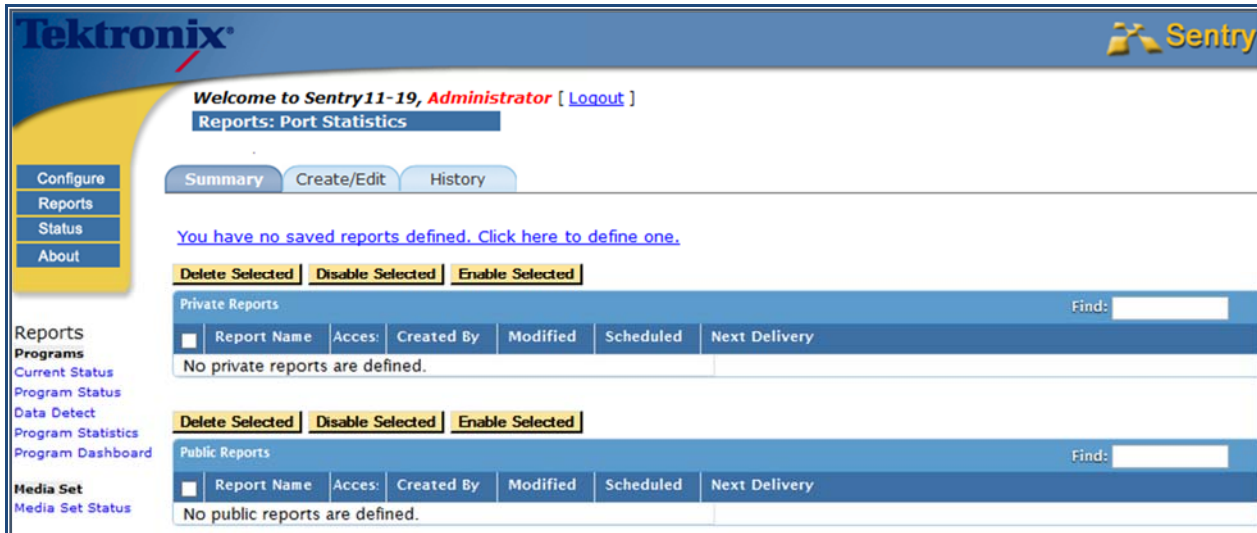 Tektronix®
Sentry
Welcome to Sentry11-19, Administrator [ Logout ]
Reports: Port Statistics
Configure
Reports
Status
About
Summary Create/Edit History
You have no saved reports defined. Click here to define one.
Delete Selected Disable Selected Enable Selected
Private Reports Find:
Report Name Acces: Created By Modified Scheduled Next Delivery
No private reports are defined.
Delete Selected Disable Selected Enable Selected
Public Reports Find:
Report Name Acces: Created By Modified Scheduled Next Delivery
No public reports are defined.
Reports
Programs
Current Status
Program Status
Data Detect
Program Statistics
Program Dashboard
Media Set
Media Set Status